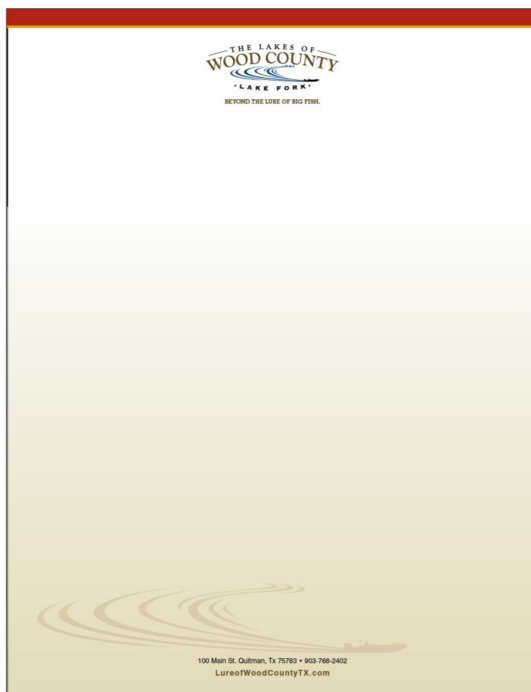 THE LAKES OF
WOOD COUNTY
• LAKE FORK •
BEYOND THE LURE OF BIG FISH.
100 Main St. Quitman, Tx 75783 • 903-768-2402
LureofWoodCountyTX.com